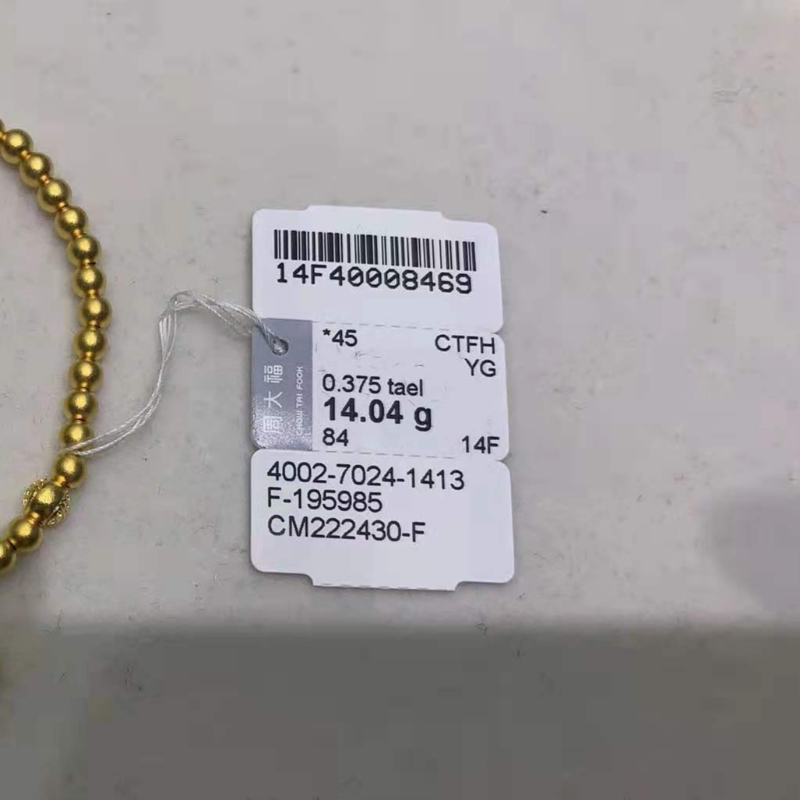 14F40008469
*45 CTFH
YG
0.375 tael
14.04 g
84 14F
周大福
CHOW TAI FOOK
4002-7024-1413
F-195985
CM222430-F